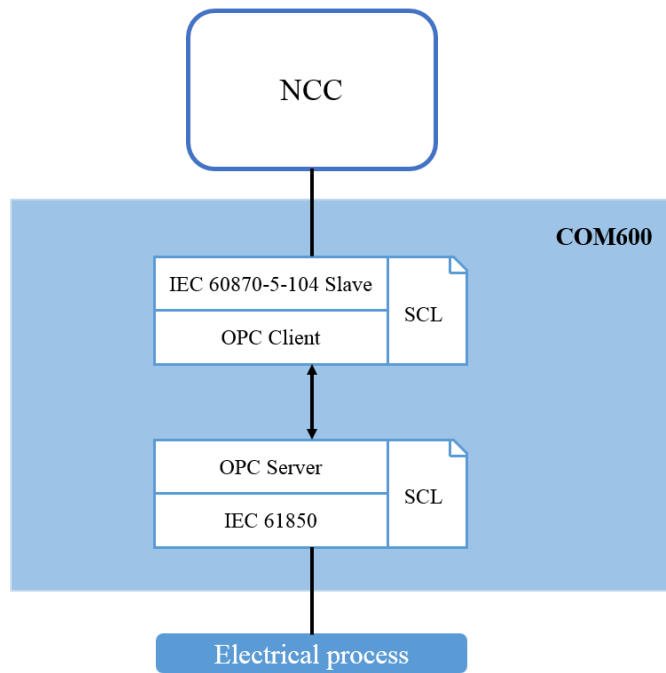 NCC
COM600
IEC 60870-5-104 Slave
SCL
OPC Client
OPC Server
SCL
IEC 61850
Electrical process